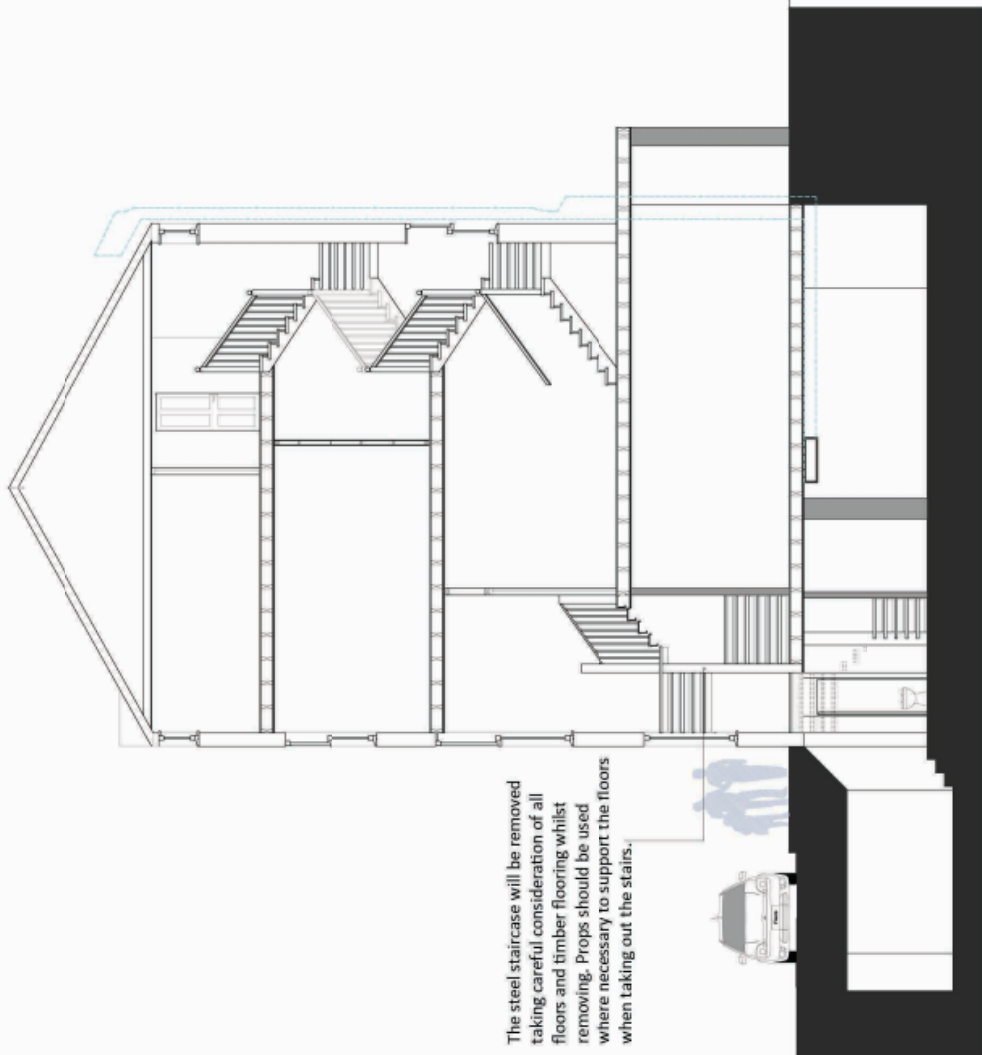 The steel staircase will be removed
taking careful consideration of all
floors and timber flooring whilst
removing. Props should be used
where necessary to support the floors
when taking out the stairs.